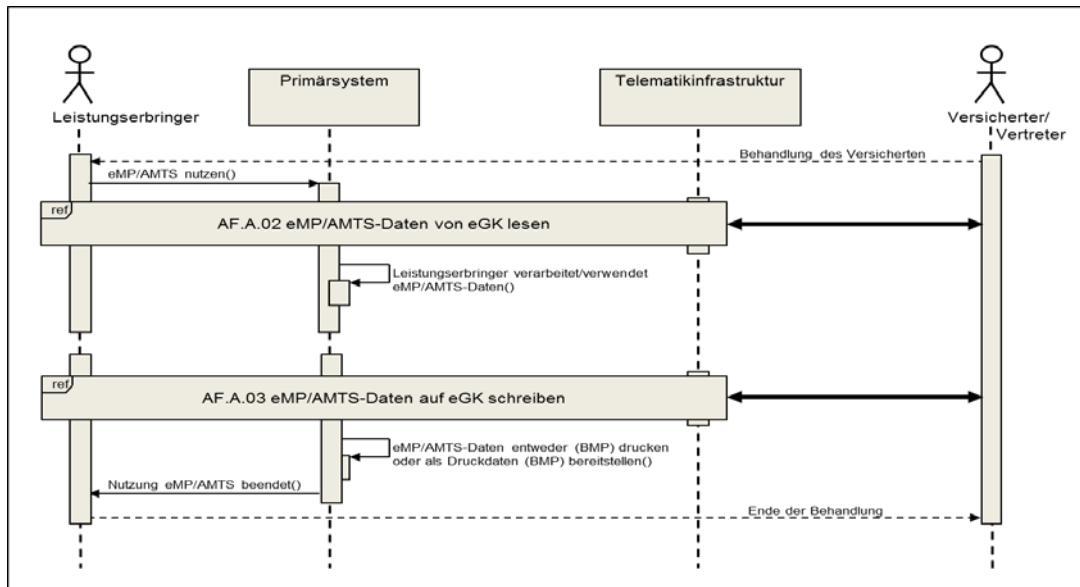 Leistungserbringer
Primärsystem
Telematikinfrastruktur
Versicherter/
Vertreter
Behandlung des Versicherten
eMP/AMTS nutzen()
ref
AF.A.02 eMP/AMTS-Daten von eGK lesen
Leistungserbringer verarbeitet/verwendet
eMP/AMTS-Daten()
ref
AF.A.03 eMP/AMTS-Daten auf eGK schreiben
eMP/AMTS-Daten entweder (BMP) drucken
oder als Druckdaten (BMP) bereitstellen()
Nutzung eMP/AMTS beendet()
Ende der Behandlung